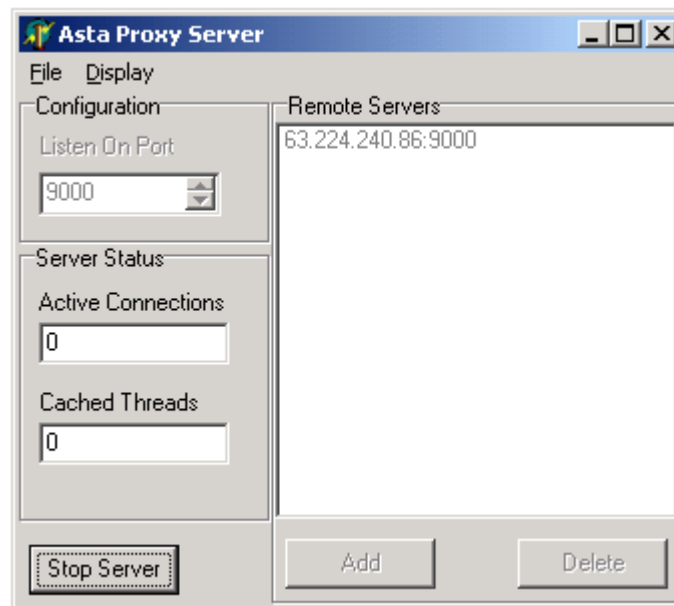 Asta Proxy Server
File Display
Configuration
Listen On Port
9000
Server Status
Active Connections
0
Cached Threads
0
Stop Server
Remote Servers
63.224.240.86:9000
Add Delete